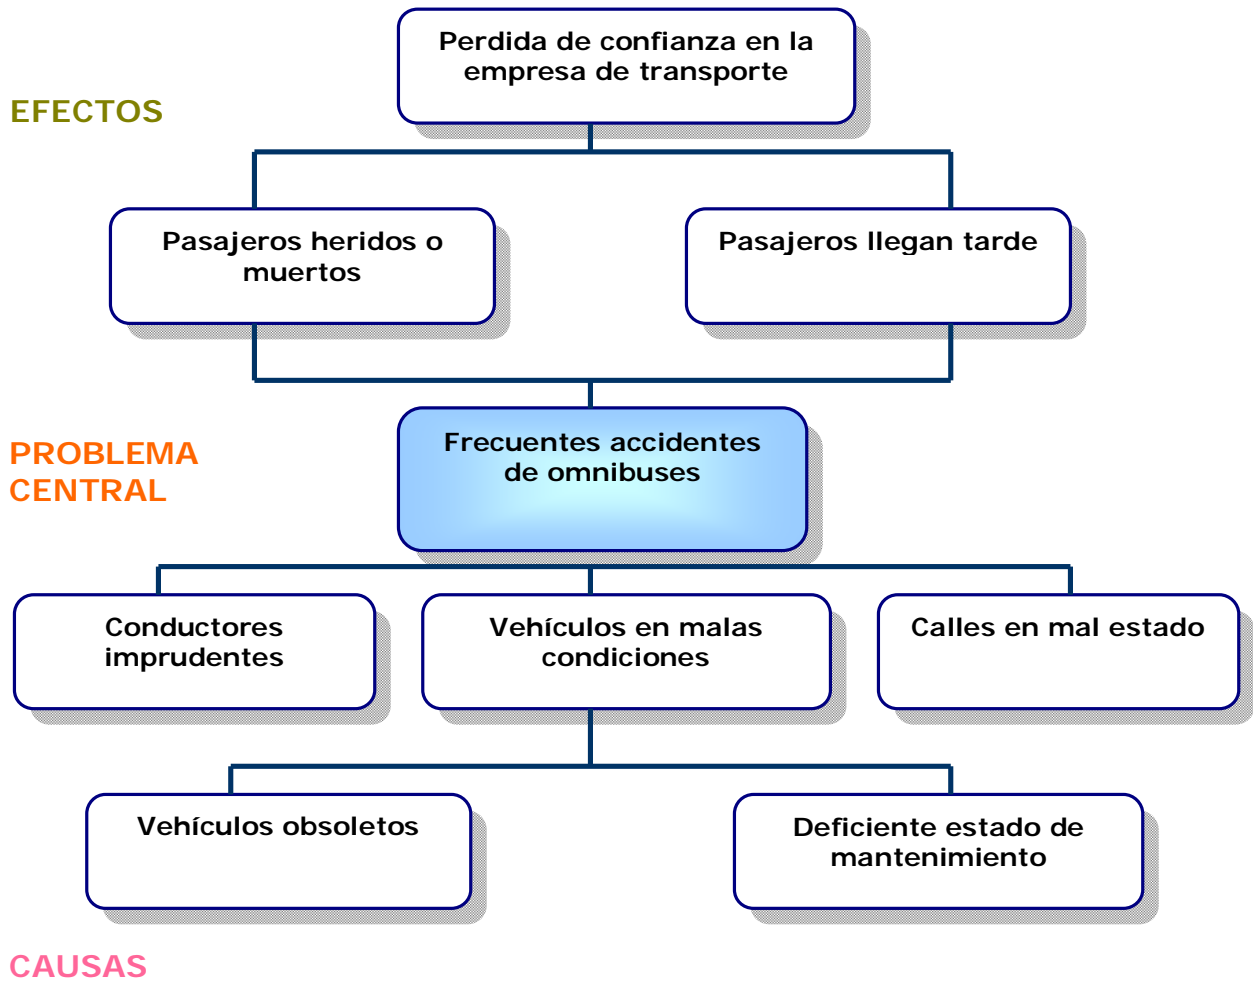 Perdida de confianza en la
empresa de transporte
EFECTOS
Pasajeros heridos o
muertos
Pasajeros llegan tarde
PROBLEMA
CENTRAL
Frecuentes accidentes
de omnibuses
Conductores
imprudentes
Vehículos en malas
condiciones
Calles en mal estado
Vehículos obsoletos
Deficiente estado de
mantenimiento
CAUSAS